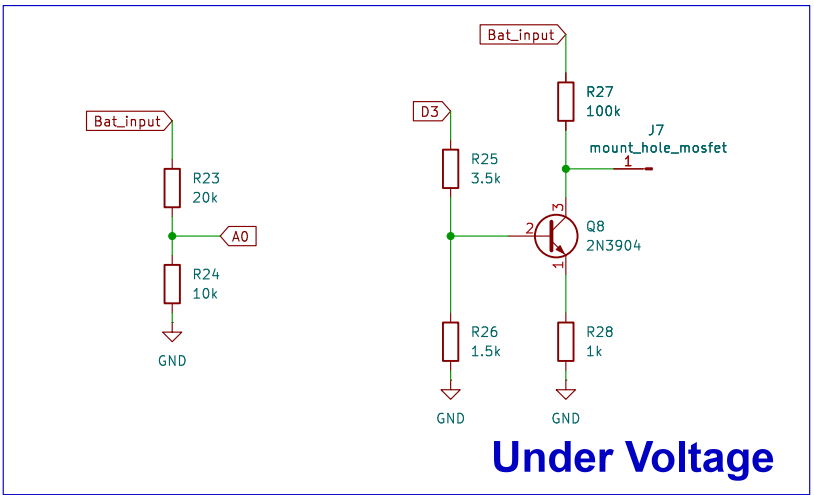 Bat_input
R23
20k
A0
R24
10k
GND
D3
R25
3.5k
R26
1.5k
GND
Bat_input
R27
100k
J7
mount_hole_mosfet
1
3
2
Q8
2N3904
1
R28
1k
GND
Under Voltage